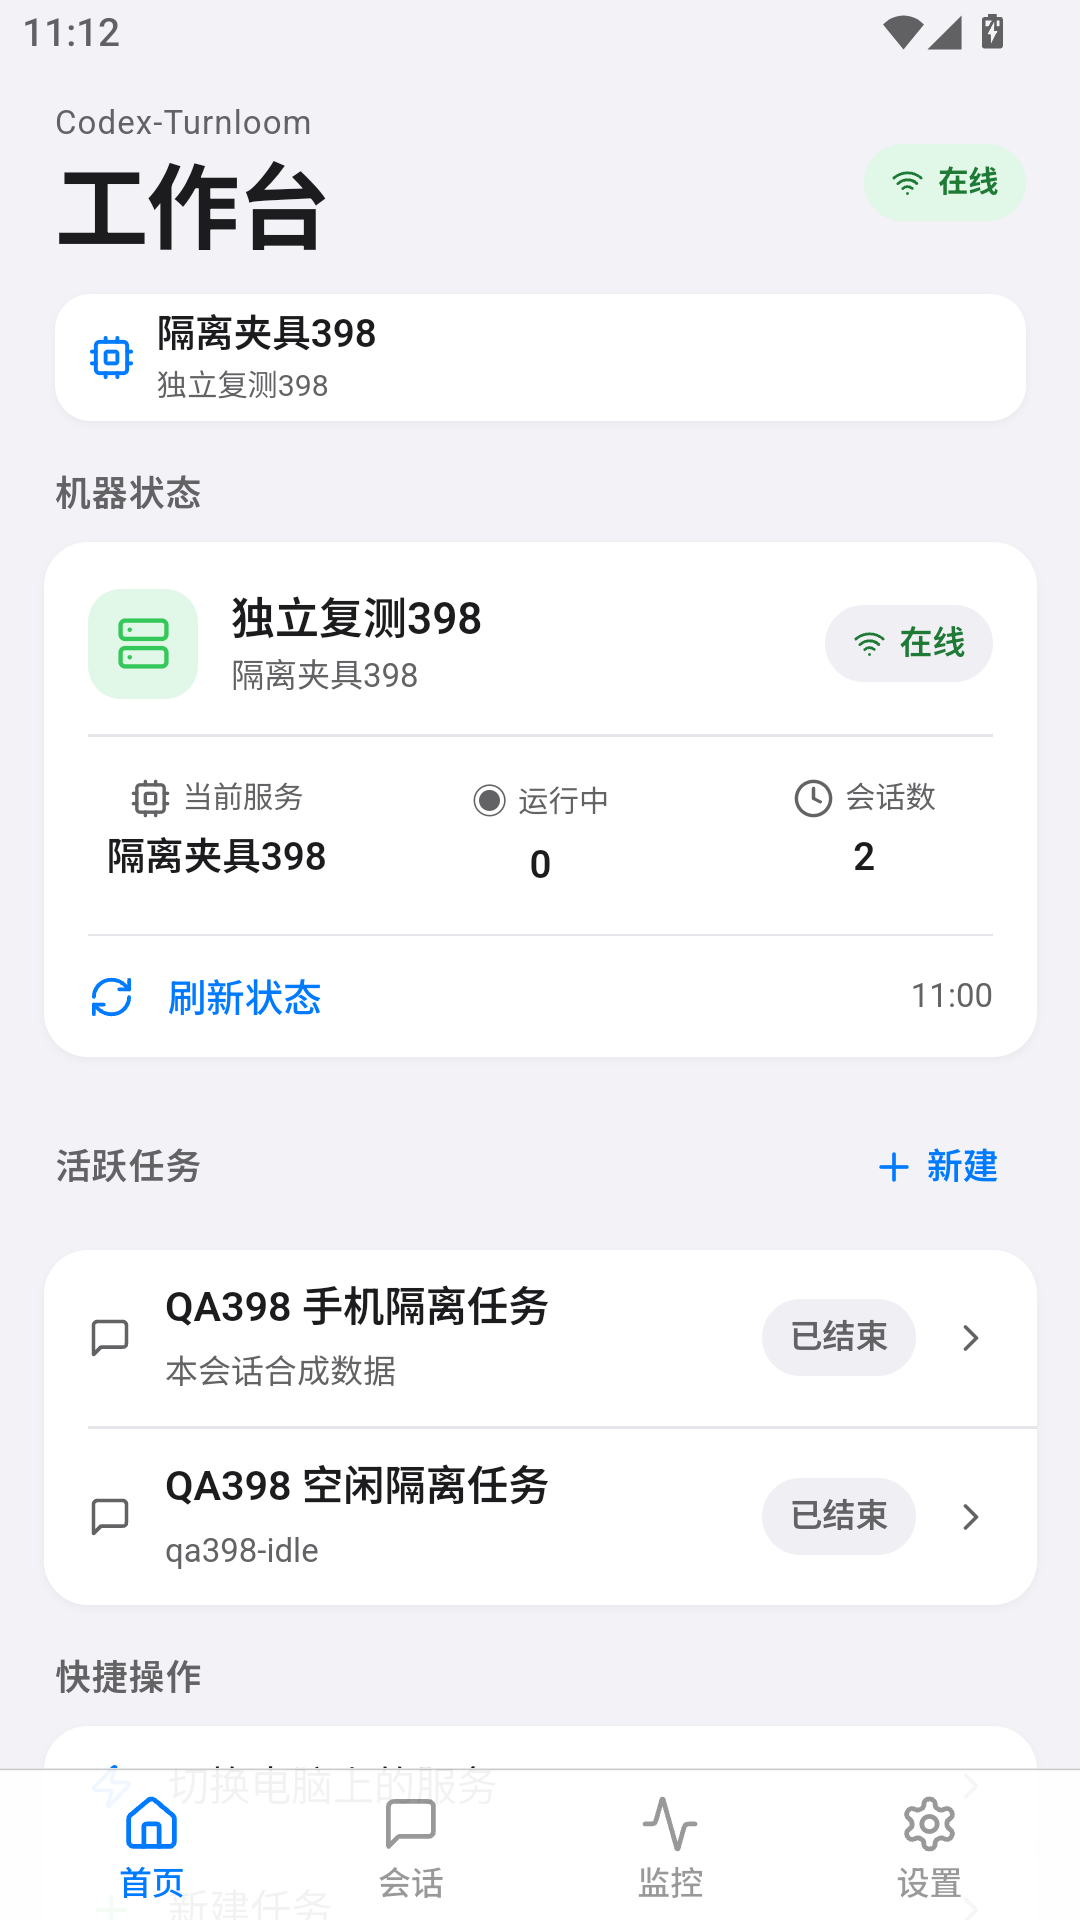 11:12
Codex-Turnloom
工作台
在线
隔离夹具398
独立复测398
机器状态
独立复测398
隔离夹具398
在线
当前服务
运行中
会话数
隔离夹具398
0
2
刷新状态
11:00
活跃任务
新建
QA398 手机隔离任务
本会话合成数据
已结束
QA398 空闲隔离任务
qa398-idle
已结束
快捷操作
切换电脑上的服务
首页
会话
监控
设置
新建任务